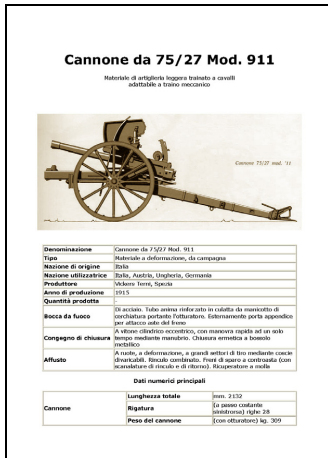 Cannone da 75/27 Mod. 911
Materiale di artiglieria leggera trainato a cavalli
adattabile a traino meccanico
Cannone 75/27 mod. '11
Denominazione Cannone da 75/27 Mod. 911
Tipo Materiale a deformazione, da campagna
Nazione di origine Italia
Nazione utilizzatrice Italia, Austria, Ungheria, Germania
Produttore Vickers Terni, Spezia
Anno di produzione 1915
Quantità prodotta -
Bocca da fuoco Di acciaio. Tubo anima rinforzato in culatta da manicotto di
cerchiatura portante l'otturatore. Esternamente porta appendice
per attacco aste del freno
Congegno di chiusura A vitone cilindrico eccentrico, con manovra rapida ad un solo
tempo mediante manubrio. Chiusura ermetica a bossolo
metallico
Affusto A ruote, a deformazione, a grandi settori di tiro mediante coscie
divaricabili. Rinculo combinato. Freni di sparo a controasta (con
scanalature di rinculo e di ritorno). Ricuperatore a molla
Dati numerici principali
Cannone
Lunghezza totale mm. 2132
Rigatura (a passo costante
sinistrorsa) righe 28
Peso del cannone (con otturatore) kg. 309